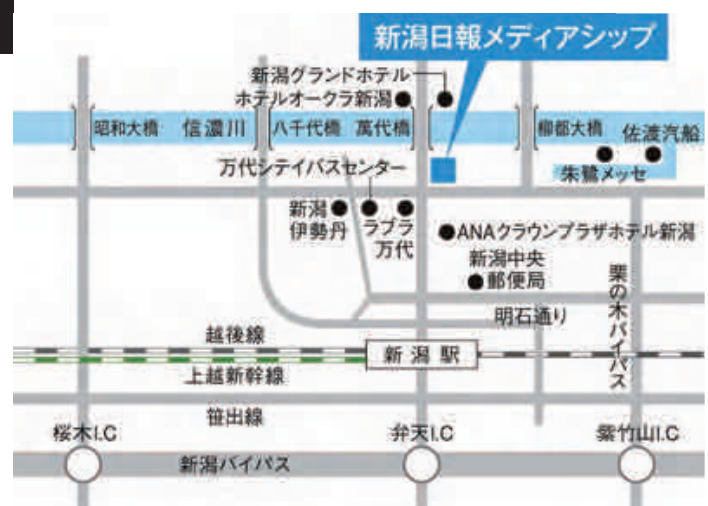 新潟日報メディアシップ
新潟グランドホテル
ホテルオークラ新潟
昭和大橋
信濃川
八千代橋
萬代橋
柳都大橋
佐渡汽船
朱鷺メッセ
万代シテイバスセンター
新潟
伊勢丹
ラブラ
万代
ANAクラウンプラザホテル新潟
新潟中央
郵便局
栗の木バイパス
明石通り
越後線
新潟駅
上越新幹線
笹出線
桜木I.C
弁天I.C
紫竹山I.C
新潟バイパス